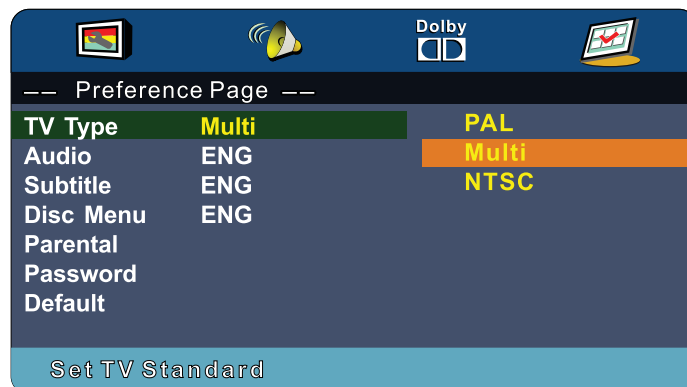 Dolby
-- Preference Page --
TV Type Multi PAL
Audio ENG Multi
Subtitle ENG NTSC
Disc Menu ENG
Parental
Password
Default
Set TV Standard